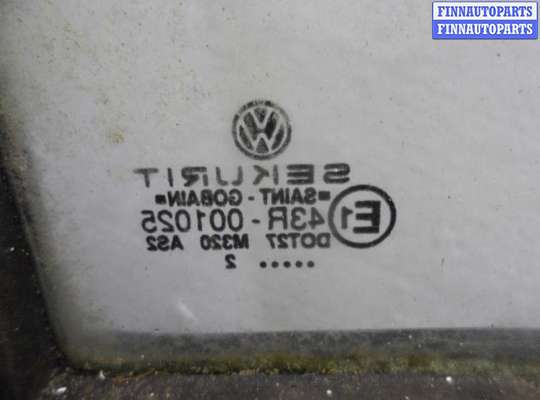 FINNAUTOPARTS
FINNAUTOPARTS
SEKURIT
=SAINT - GOBAIN=
E1 43R - 001025
DOT27 M320 AS2
..... 2